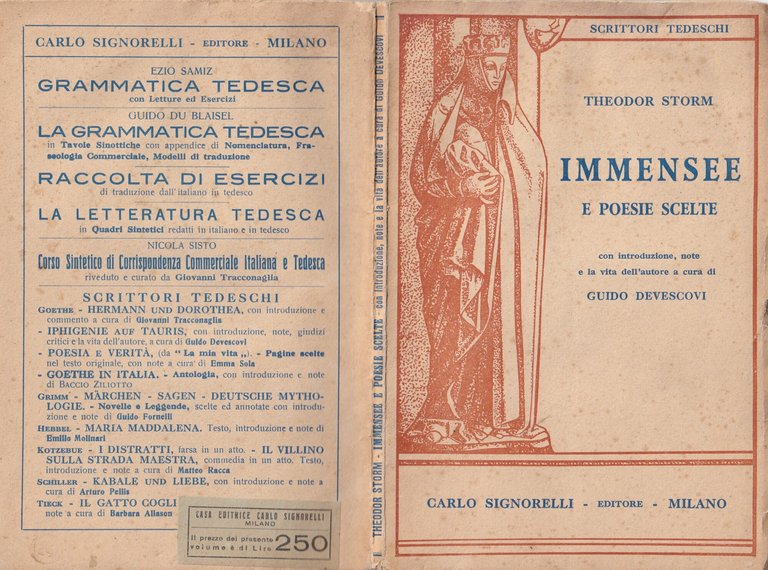 CARLO SIGNORELLI - EDITORE - MILANO
EZIO SAMIZ
GRAMMATICA TEDESCA
con Letture ed Esercizi
GUIDO DU BLAISEL
LA GRAMMATICA TEDESCA
in Tavole Sinottiche con appendice di Nomenclatura, Fra-
seologia Commerciale, Modelli di traduzione
RACCOLTA DI ESERCIZI
di traduzione dall'italiano in tedesco
LA LETTERATURA TEDESCA
in Quadri Sintetici redatti in italiano e in tedesco
NICOLA SISTO
Corso Sintetico di Corrispondenza Commerciale Italiana e Tedesca
riveduto e curato da Giovanni Tracconaglia
SCRITTORI TEDESCHI
GOETHE - HERMANN UND DOROTHEA, con introduzione e
commento a cura di Giovanni Tracconaglia
- IPHIGENIE AUF TAURIS, con introduzione, note, giudizi
critici e la vita dell'autore, a cura di Guido Devescovi
- POESIA E VERITÀ, (da "La mia vita„). - Pagine scelte
nel testo originale, con note a cura di Emma Sola
- GOETHE IN ITALIA. - Antologia, con introduzione e note
di BACCIO ZILIOTTO
GRIMM - MÄRCHEN - SAGEN - DEUTSCHE MYTHO-
LOGIE. - Novelle e Leggende, scelte ed annotate con introdu-
zione e note di Guido Fornelli
HEBBEL - MARIA MADDALENA. Testo, introduzione e note di
Emilio Molinari
KOTZEBUE - I DISTRATTI, farsa in un atto. - IL VILLINO
SULLA STRADA MAESTRA, commedia in un atto. Testo,
introduzione e note a cura di Matteo Racca
SCHILLER - KABALE UND LIEBE, con introduzione e note a
cura di Arturo Pellis
TIECK - IL GATTO COGLI
note a cura di Barbara Allason
CASA EDITRICE CARLO SIGNORELLI
MILANO
Il prezzo del presente
volume è di Lire 250
THEODOR STORM - IMMENSEE E POESIE SCELTE - con introduzione, note e la vita dell'autore a cura di GUIDO DEVESCOVI
SCRITTORI TEDESCHI
THEODOR STORM
IMMENSEE
E POESIE SCELTE
con introduzione, note
e la vita dell'autore a cura di
GUIDO DEVESCOVI
CARLO SIGNORELLI - EDITORE - MILANO